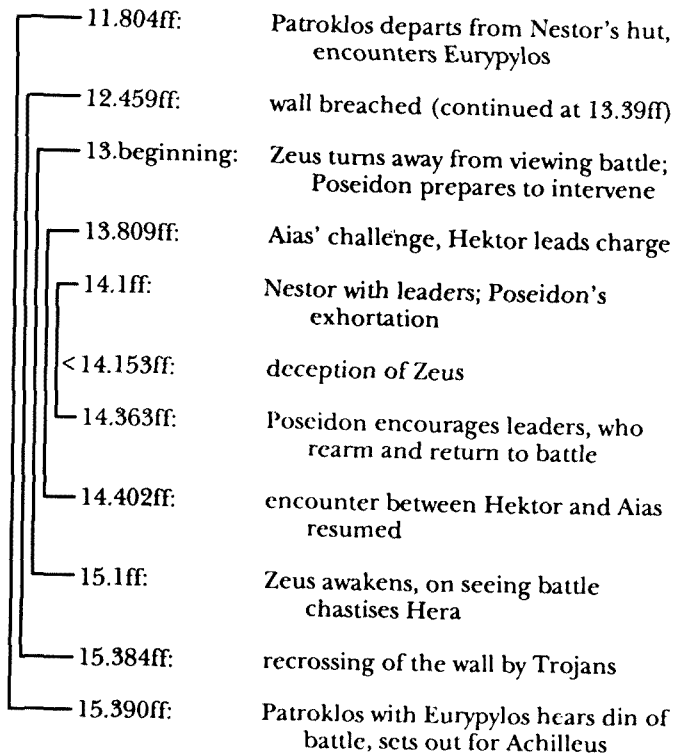 11.804ff: Patroklos departs from Nestor's hut,
encounters Eurypylos
12.459ff: wall breached (continued at 13.39ff)
13.beginning: Zeus turns away from viewing battle;
Poseidon prepares to intervene
13.809ff: Aias' challenge, Hektor leads charge
14.1ff: Nestor with leaders; Poseidon's
exhortation
< 14.153ff: deception of Zeus
14.363ff: Poseidon encourages leaders, who
rearm and return to battle
14.402ff: encounter between Hektor and Aias
resumed
15.1ff: Zeus awakens, on seeing battle
chastises Hera
15.384ff: recrossing of the wall by Trojans
15.390ff: Patroklos with Eurypylos hears din of
battle, sets out for Achilleus